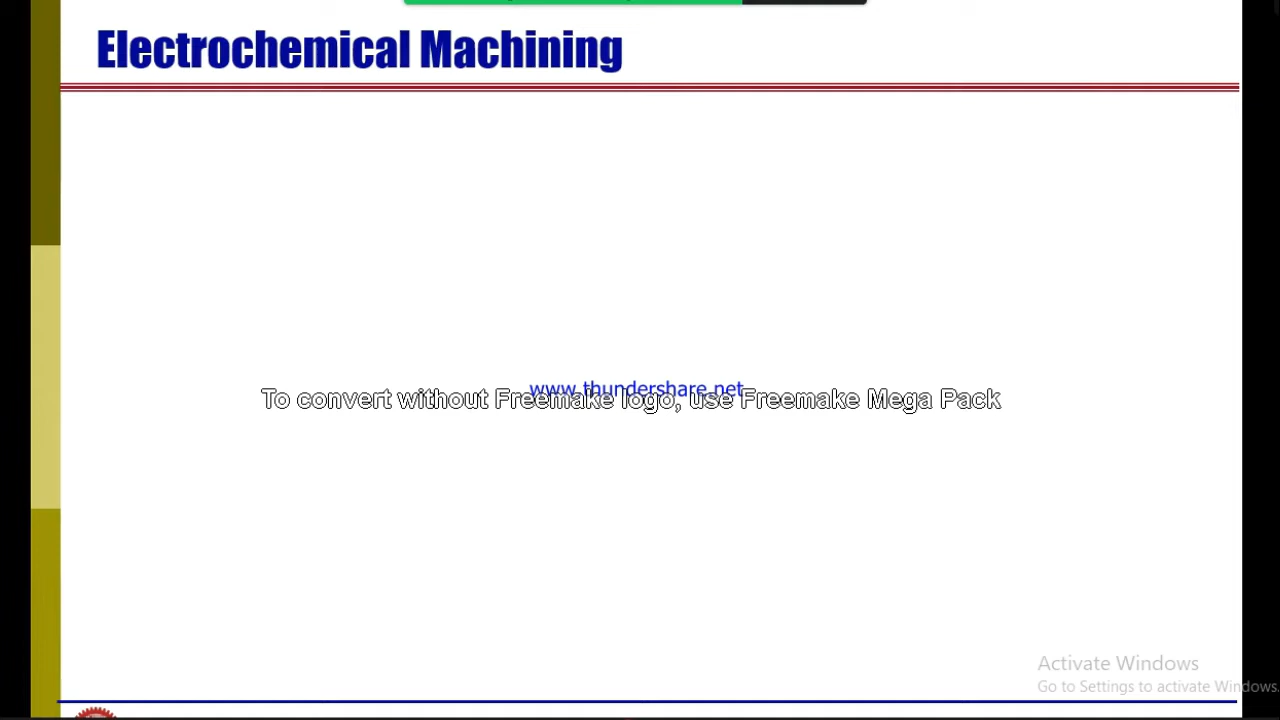 Electrochemical Machining
www.thundershare.net
To convert without Freemake logo, use Freemake Mega Pack
Activate Windows
Go to Settings to activate Windows.